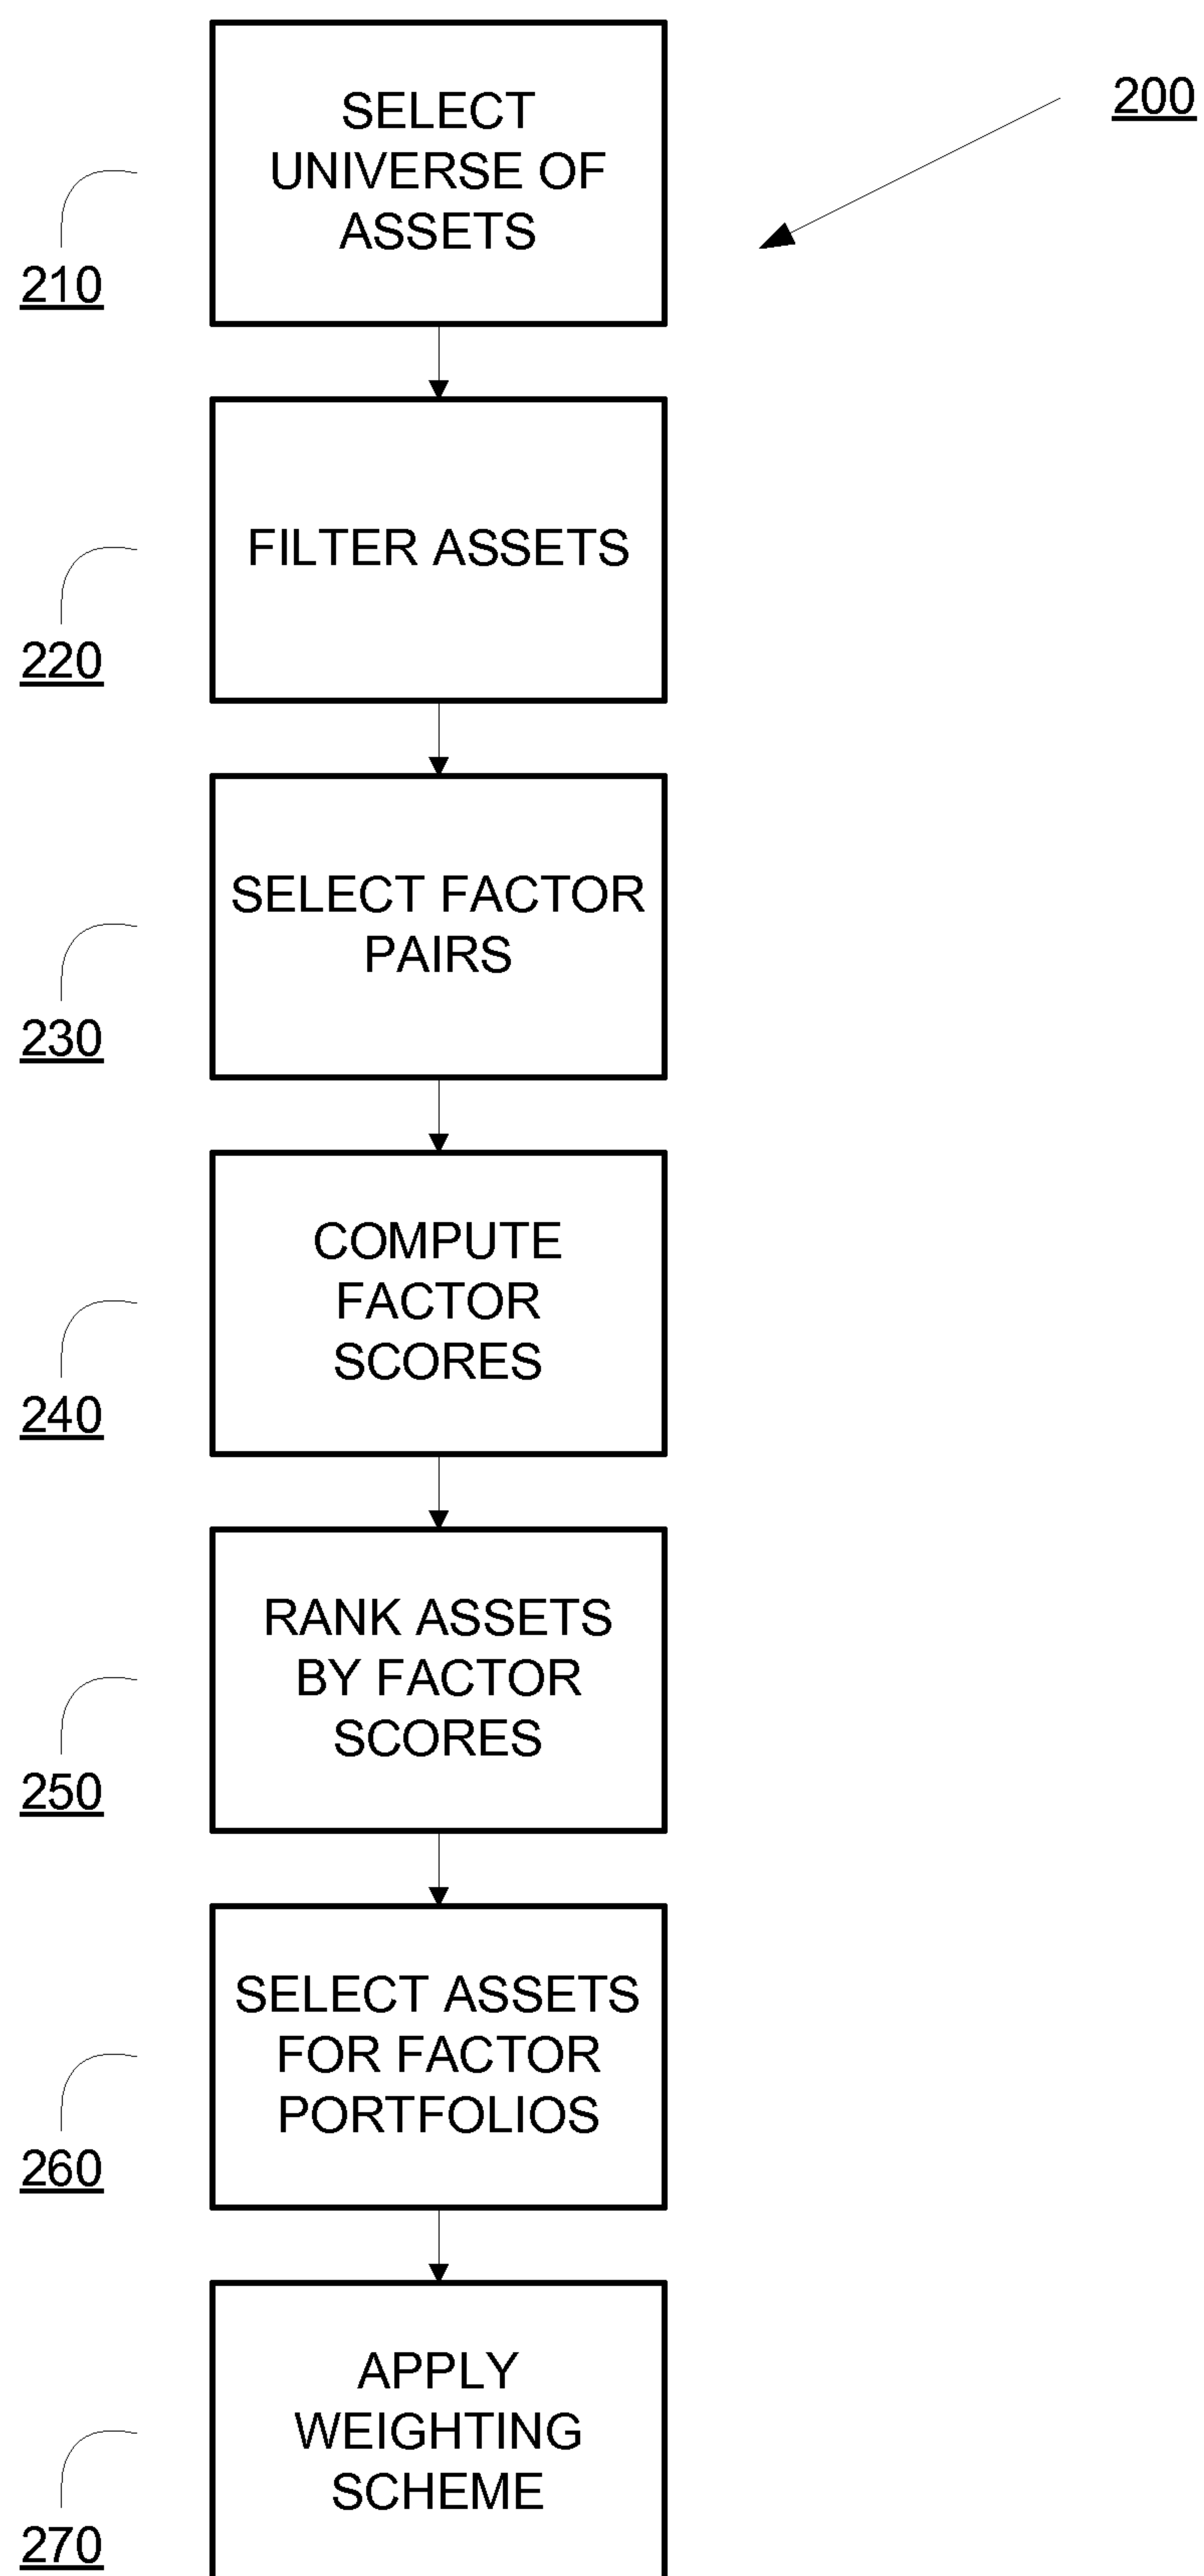 200
SELECT
UNIVERSE OF
ASSETS
210
FILTER ASSETS
220
SELECT FACTOR
PAIRS
230
COMPUTE
FACTOR
SCORES
240
RANK ASSETS
BY FACTOR
SCORES
250
SELECT ASSETS
FOR FACTOR
PORTFOLIOS
260
APPLY
WEIGHTING
SCHEME
270